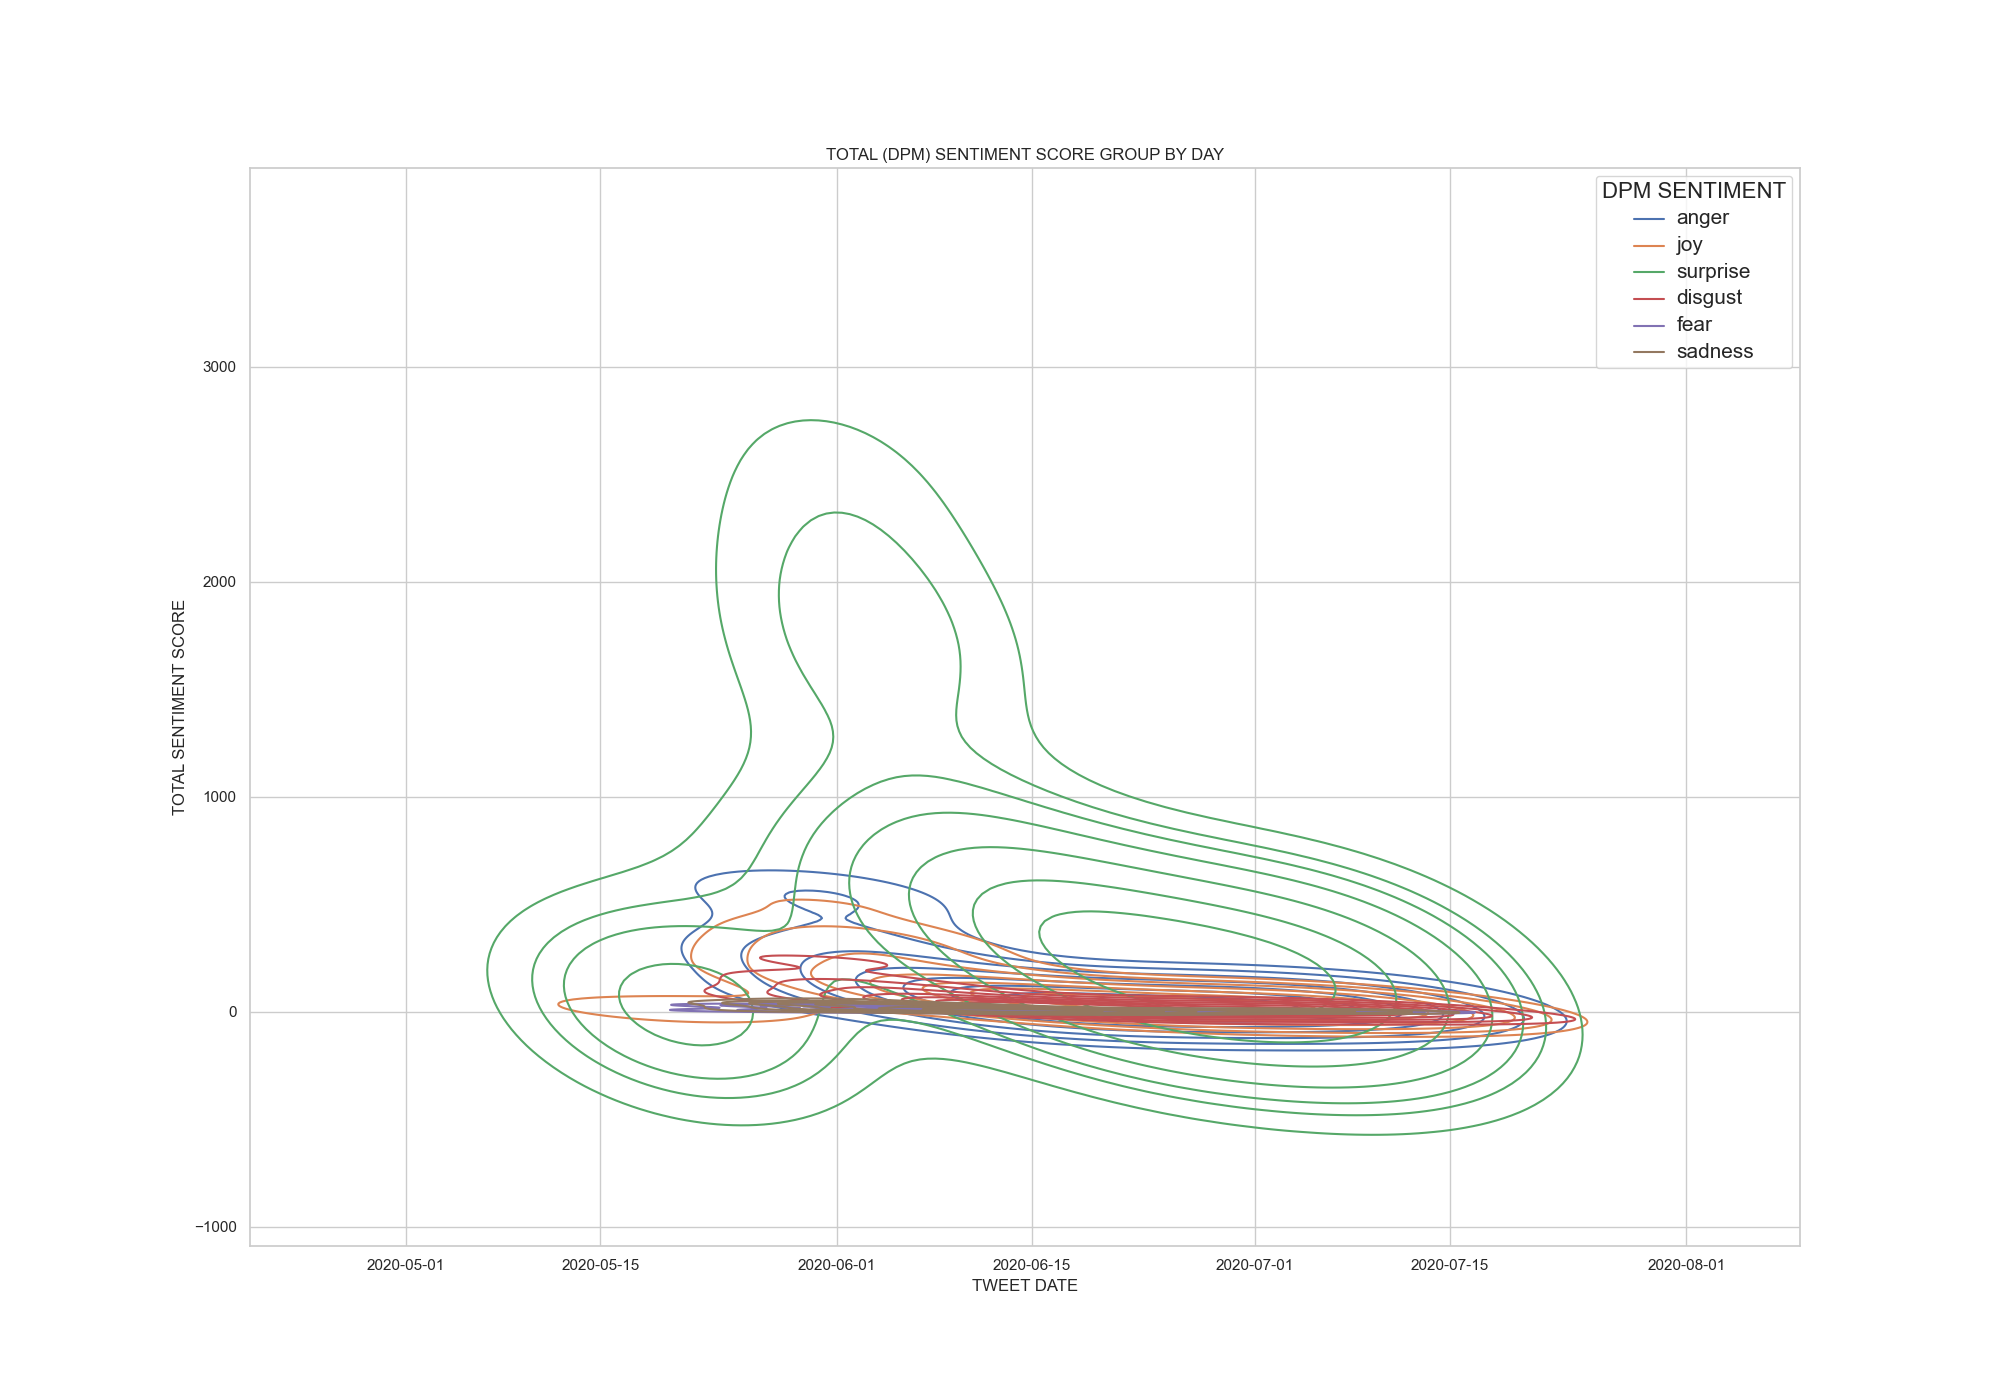 TOTAL (DPM) SENTIMENT SCORE GROUP BY DAY
DPM SENTIMENT
anger
joy
surprise
disgust
fear
sadness
TOTAL SENTIMENT SCORE
3000
2000
1000
0
−1000
2020-05-01 2020-05-15 2020-06-01 2020-06-15 2020-07-01 2020-07-15 2020-08-01
TWEET DATE